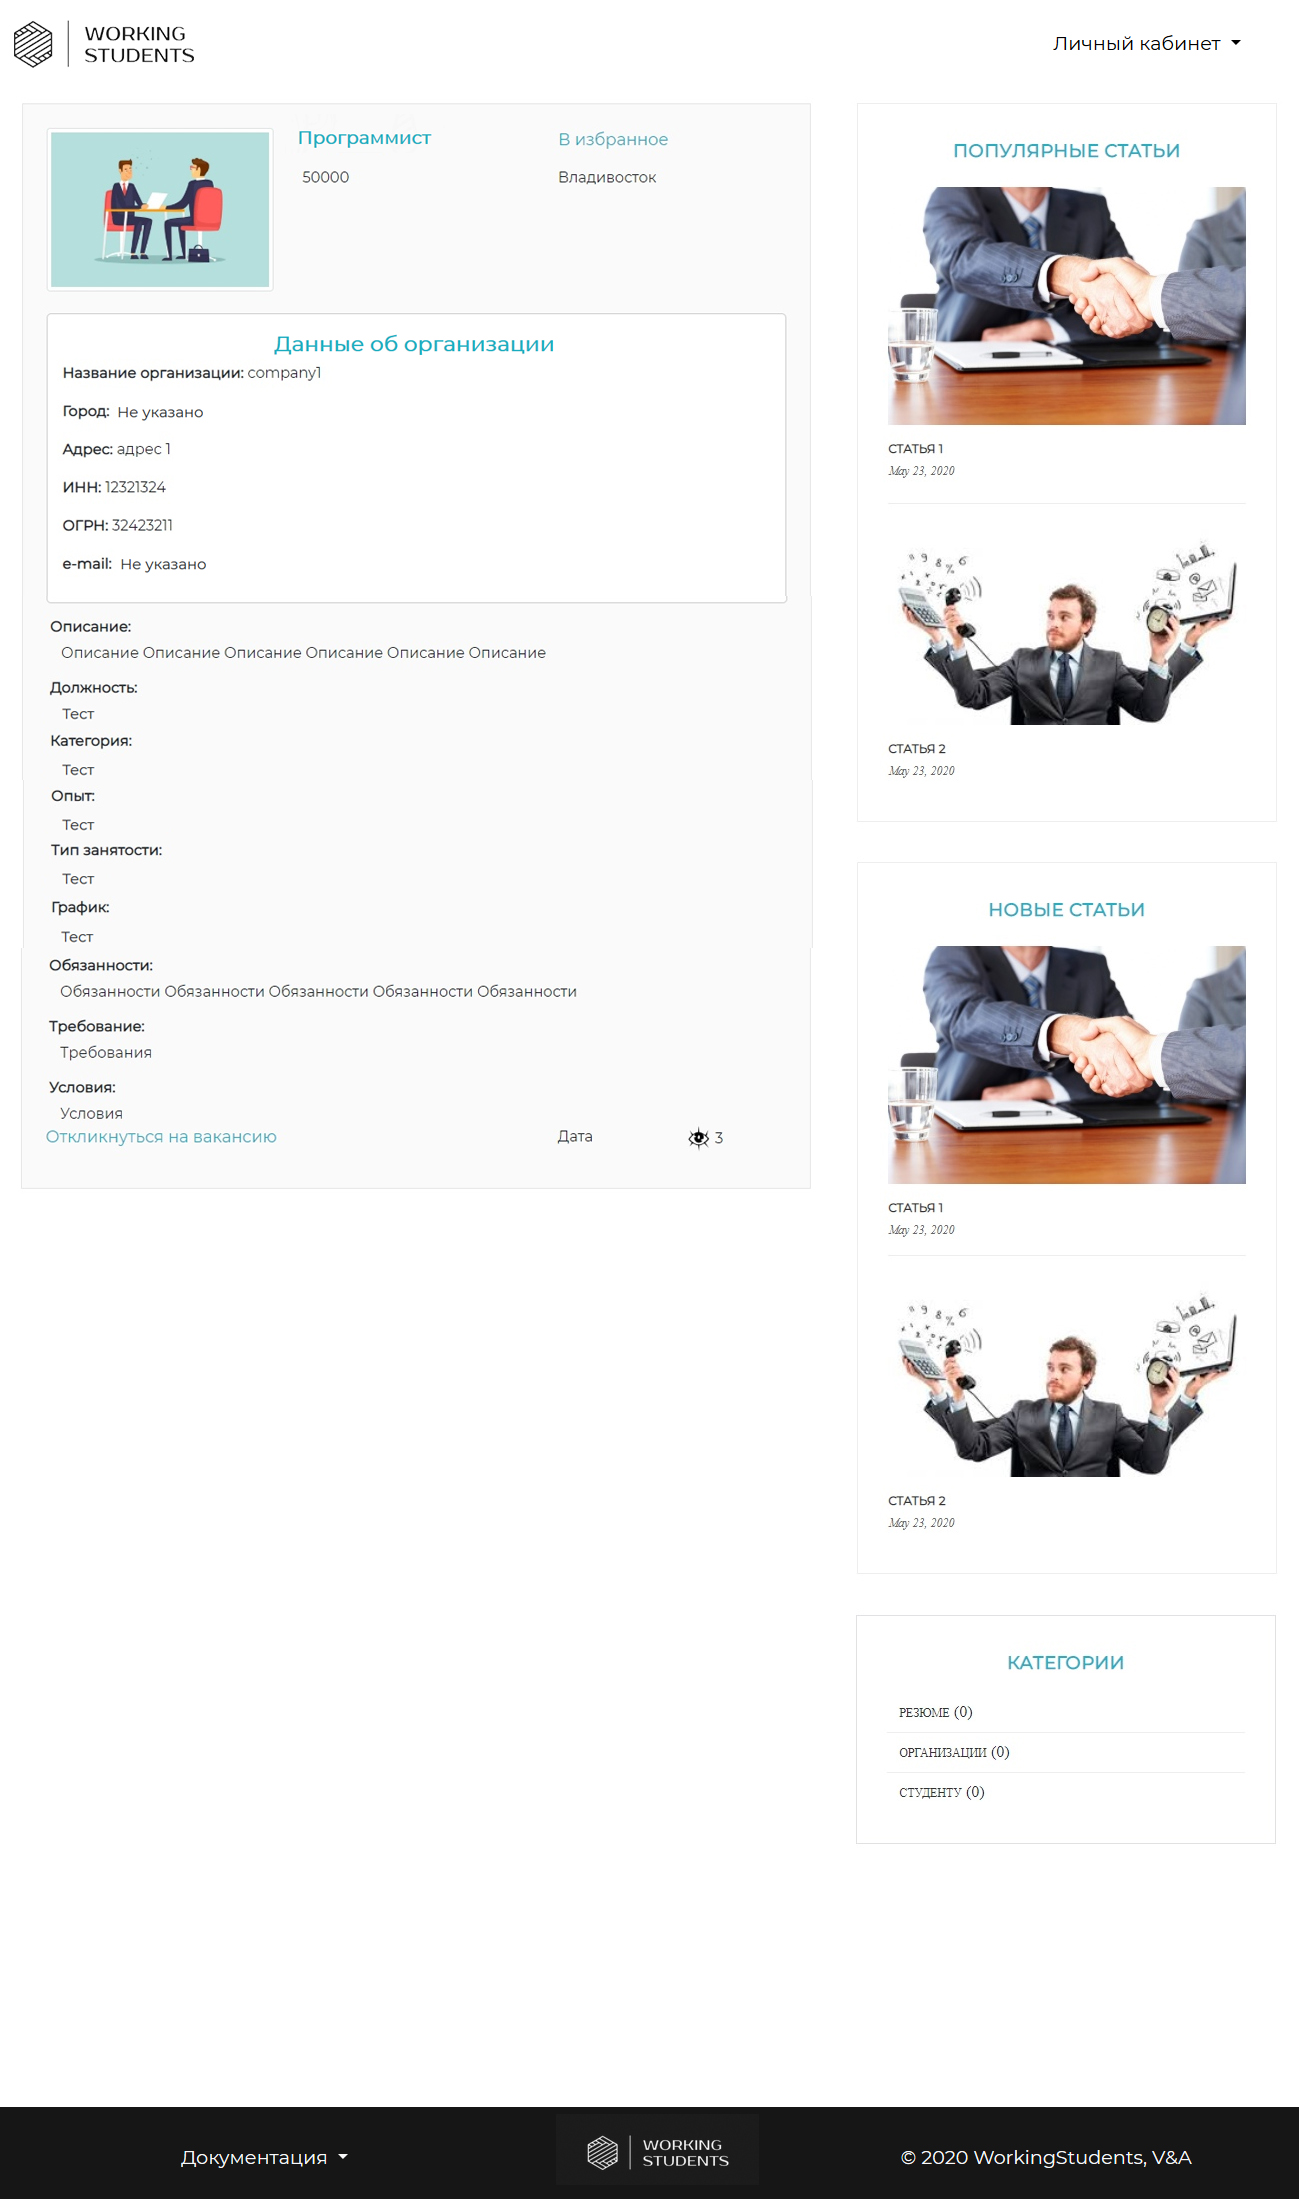 WORKING
STUDENTS
Личный кабинет
Программист
В избранное
50000
Владивосток
Данные об организации
Название организации: company1
Город: Не указано
Адрес: адрес 1
ИНН: 12321324
ОГРН: 32423211
e-mail: Не указано
Описание:
Описание Описание Описание Описание Описание Описание
Должность:
Тест
Категория:
Тест
Опыт:
Тест
Тип занятости:
Тест
График:
Тест
Обязанности:
Обязанности Обязанности Обязанности Обязанности Обязанности
Требование:
Требования
Условия:
Условия
Откликнуться на вакансию
Дата
3
ПОПУЛЯРНЫЕ СТАТЬИ
СТАТЬЯ 1
May 23, 2020
СТАТЬЯ 2
May 23, 2020
НОВЫЕ СТАТЬИ
СТАТЬЯ 1
May 23, 2020
СТАТЬЯ 2
May 23, 2020
КАТЕГОРИИ
РЕЗЮМЕ (0)
ОРГАНИЗАЦИИ (0)
СТУДЕНТУ (0)
Документация
WORKING
STUDENTS
© 2020 WorkingStudents, V&A